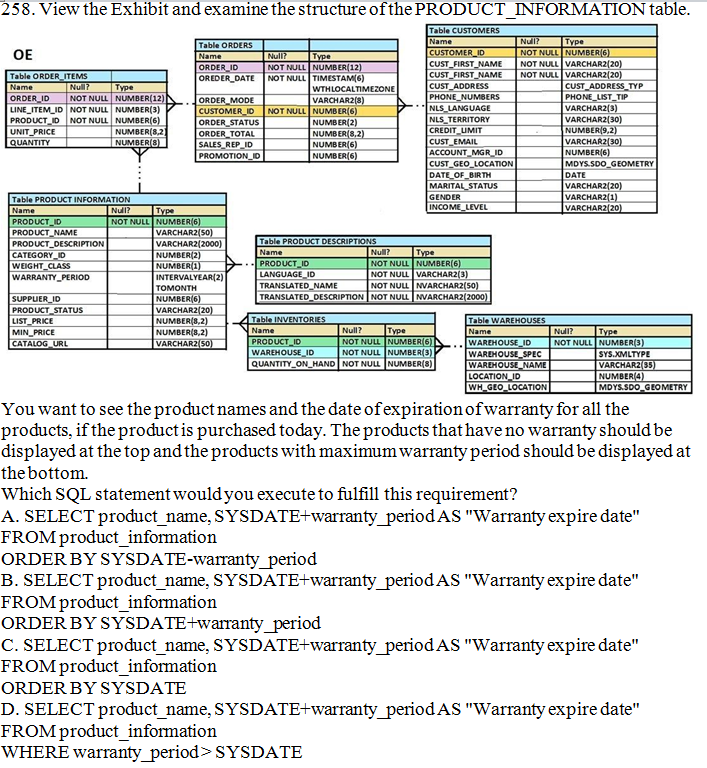 258. View the Exhibit and examine the structure of the PRODUCT_INFORMATION table.
OE
Table ORDER_ITEMS
Name Null? Type
ORDER_ID NOT NULL NUMBER(12)
LINE_ITEM_ID NOT NULL NUMBER(3)
PRODUCT_ID NOT NULL NUMBER(6)
UNIT_PRICE NUMBER(8,2)
QUANTITY NUMBER(8)
Table ORDERS
Name Null? Type
ORDER_ID NOT NULL NUMBER(12)
OREDER_DATE NOT NULL TIMESTAM(6)
WTHLOCALTIMEZONE
ORDER_MODE VARCHAR2(8)
CUSTOMER_ID NOT NULL NUMBER(6)
ORDER_STATUS NUMBER(2)
ORDER_TOTAL NUMBER(8,2)
SALES_REP_ID NUMBER(6)
PROMOTION_ID NUMBER(6)
Table CUSTOMERS
Name Null? Type
CUSTOMER_ID NOT NULL NUMBER(6)
CUST_FIRST_NAME NOT NULL VARCHAR2(20)
CUST_FIRST_NAME NOT NULL VARCHAR2(20)
CUST_ADDRESS CUST_ADDRESS_TYP
PHONE_NUMBERS PHONE_LIST_TIP
NLS_LANGUAGE VARCHAR2(3)
NLS_TERRITORY VARCHAR2(30)
CREDIT_LIMIT NUMBER(9,2)
CUST_EMAIL VARCHAR2(30)
ACCOUNT_MGR_ID NUMBER(6)
CUST_GEO_LOCATION MDYS.SDO_GEOMETRY
DATE_OF_BIRTH DATE
MARITAL_STATUS VARCHAR2(20)
GENDER VARCHAR2(1)
INCOME_LEVEL VARCHAR2(20)
Table PRODUCT INFORMATION
Name Null? Type
PRODUCT_ID NOT NULL NUMBER(6)
PRODUCT_NAME VARCHAR2(50)
PRODUCT_DESCRIPTION VARCHAR2(2000)
CATEGORY_ID NUMBER(2)
WEIGHT_CLASS NUMBER(1)
WARRANTY_PERIOD INTERVALYEAR(2)
TOMONTH
SUPPLIER_ID NUMBER(6)
PRODUCT_STATUS VARCHAR2(20)
LIST_PRICE NUMBER(8,2)
MIN_PRICE NUMBER(8,2)
CATALOG_URL VARCHAR2(50)
Table PRODUCT DESCRIPTIONS
Name Null? Type
PRODUCT_ID NOT NULL NUMBER(6)
LANGUAGE_ID NOT NULL VARCHAR2(3)
TRANSLATED_NAME NOT NULL NVARCHAR2(50)
TRANSLATED_DESCRIPTION NOT NULL NVARCHAR2(2000)
Table INVENTORIES
Name Null? Type
PRODUCT_ID NOT NULL NUMBER(6)
WAREHOUSE_ID NOT NULL NUMBER(3)
QUANTITY_ON_HAND NOT NULL NUMBER(8)
Table WAREHOUSES
Name Null? Type
WAREHOUSE_ID NOT NULL NUMBER(3)
WAREHOUSE_SPEC SYS.XMLTYPE
WAREHOUSE_NAME VARCHAR2(35)
LOCATION_ID NUMBER(4)
WH_GEO_LOCATION MDYS.SDO_GEOMETRY
You want to see the product names and the date of expiration of warranty for all the
products, if the product is purchased today. The products that have no warranty should be
displayed at the top and the products with maximum warranty period should be displayed at
the bottom.
Which SQL statement would you execute to fulfill this requirement?
A. SELECT product_name, SYSDATE+warranty_period AS "Warranty expire date"
FROM product_information
ORDER BY SYSDATE-warranty_period
B. SELECT product_name, SYSDATE+warranty_period AS "Warranty expire date"
FROM product_information
ORDER BY SYSDATE+warranty_period
C. SELECT product_name, SYSDATE+warranty_period AS "Warranty expire date"
FROM product_information
ORDER BY SYSDATE
D. SELECT product_name, SYSDATE+warranty_period AS "Warranty expire date"
FROM product_information
WHERE warranty_period> SYSDATE